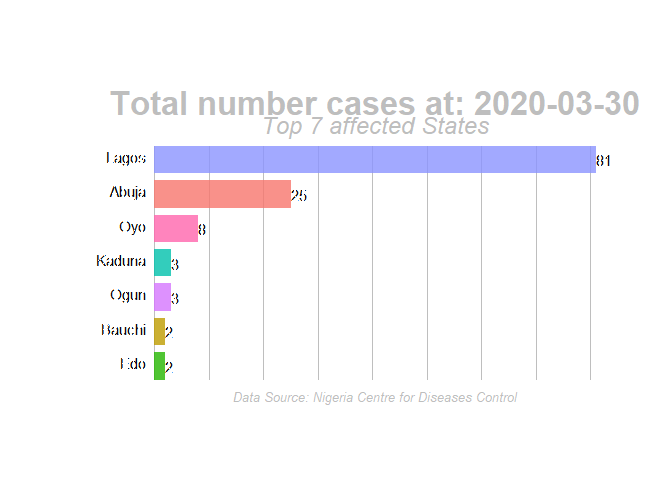 Total number cases at: 2020-03-30
Top 7 affected States
Lagos 81
Abuja 25
Oyo 8
Kaduna 3
Ogun 3
Bauchi 2
Edo 2
Data Source: Nigeria Centre for Diseases Control